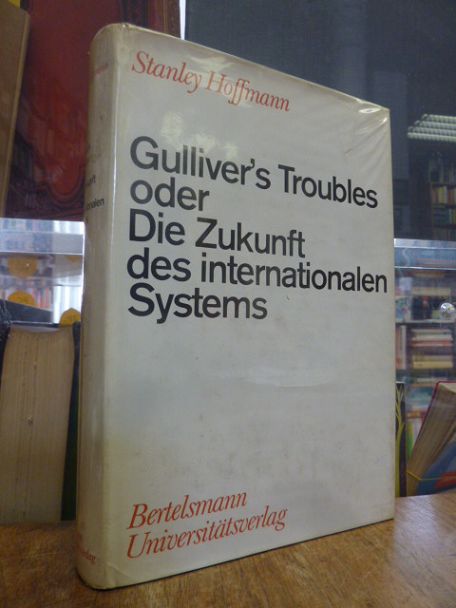 Stanley Hoffmann
Gulliver's Troubles
oder
Die Zukunft
des internationalen
Systems
Bertelsmann
Universitätsverlag